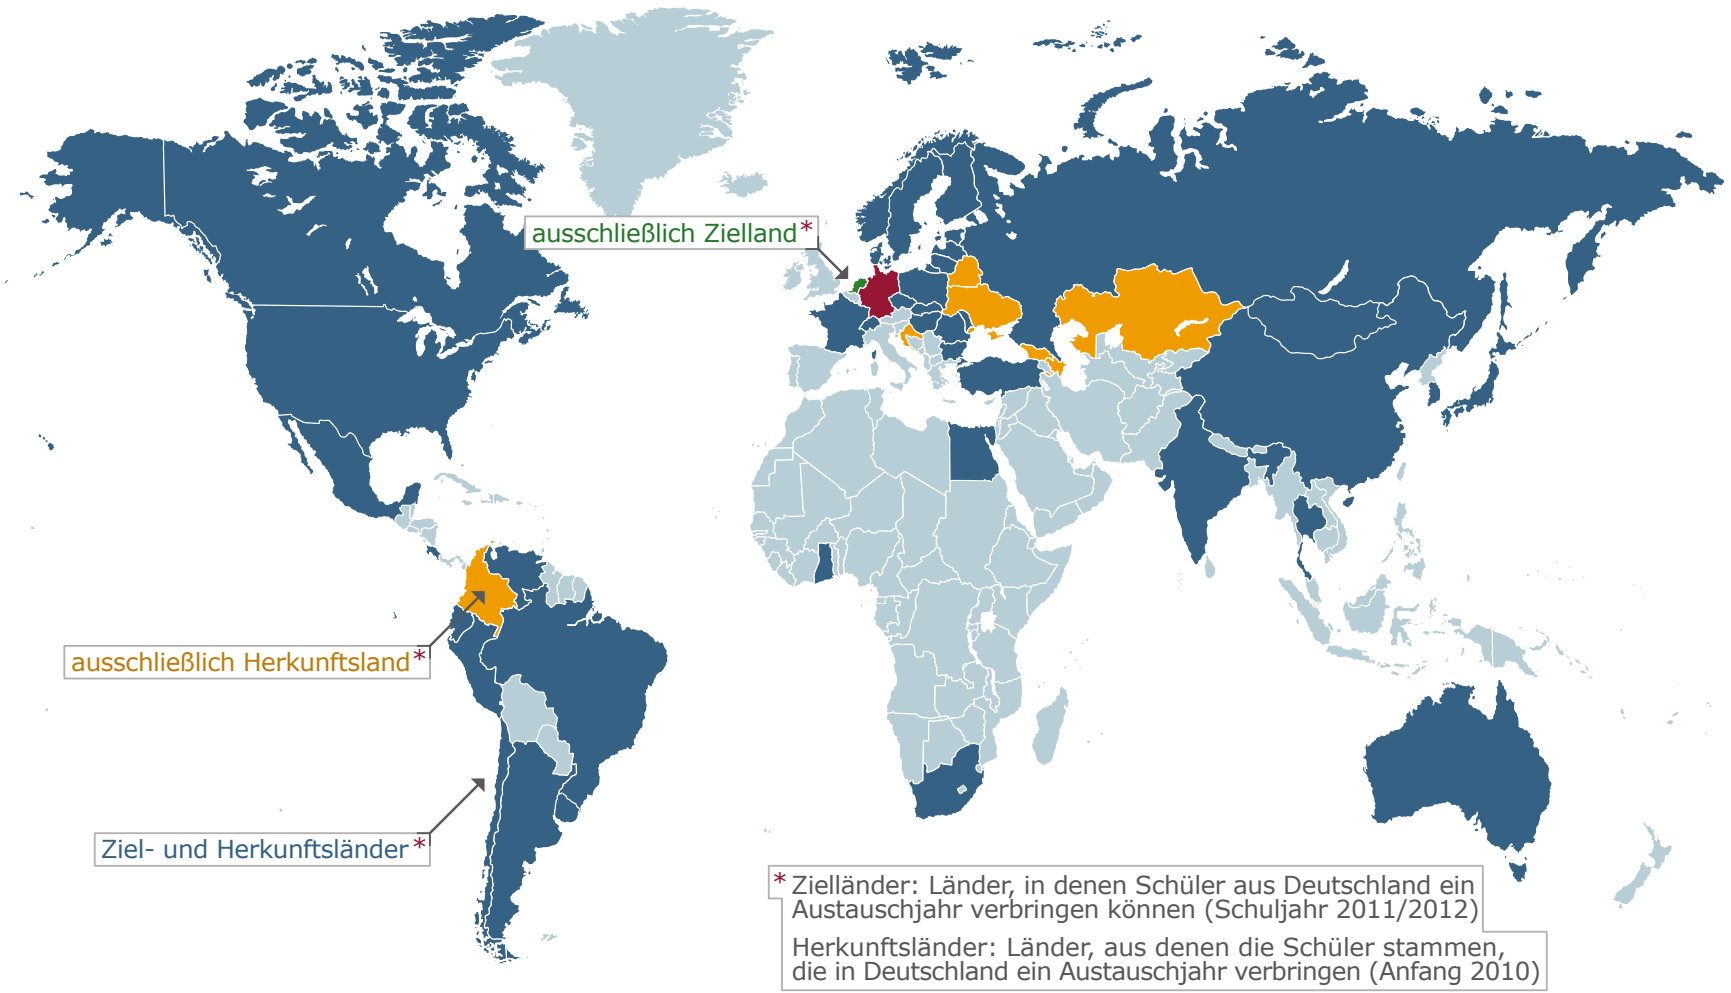 ausschließlich Zielland*
ausschließlich Herkunftsland*
Ziel- und Herkunftsländer*
* Zielländer: Länder, in denen Schüler aus Deutschland ein
Austauschjahr verbringen können (Schuljahr 2011/2012)
Herkunftsländer: Länder, aus denen die Schüler stammen,
die in Deutschland ein Austauschjahr verbringen (Anfang 2010)